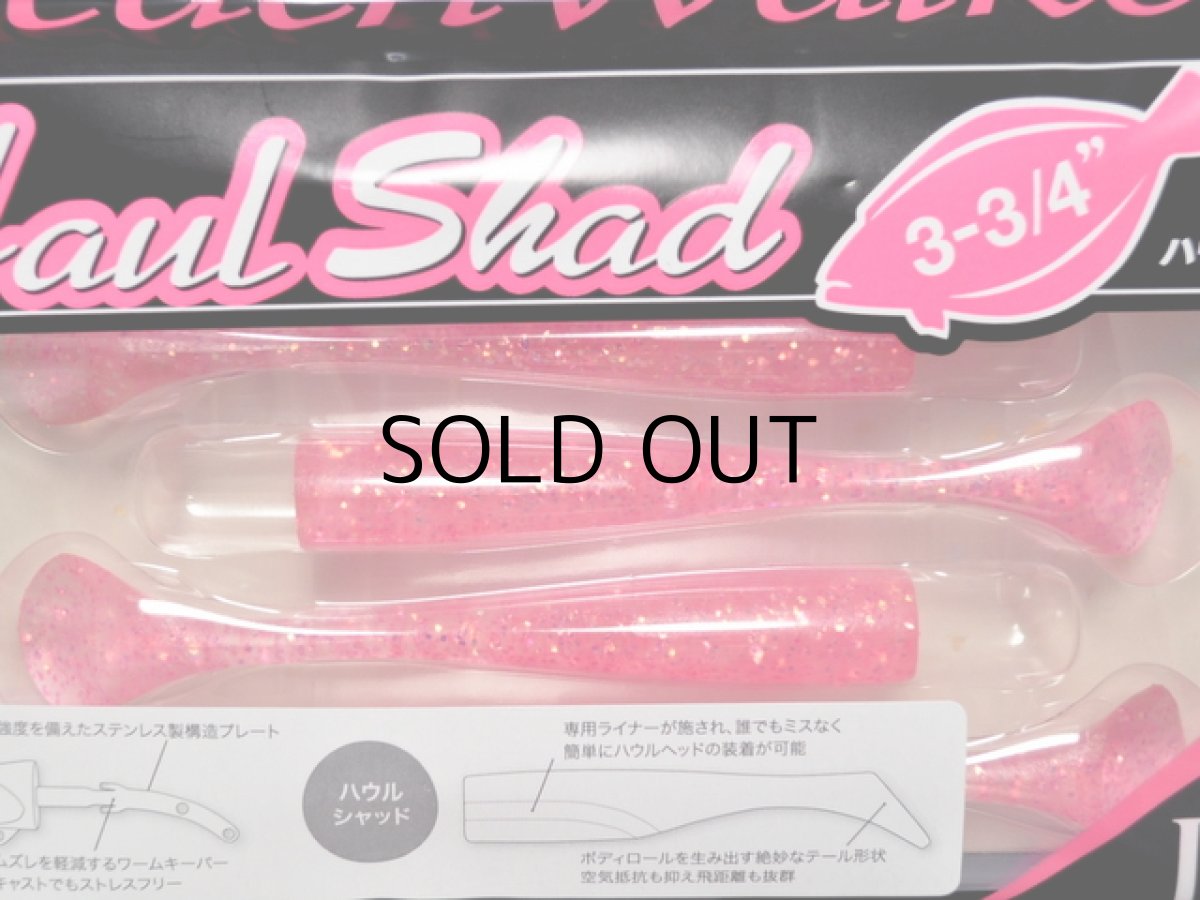 Haul Shad
3-3/4”
SOLD OUT
強度を備えたステンレス製構造プレート
ムズレを軽減するワームキーパー
キャストでもストレスフリー
ハウル
シャッド
専用ライナーが施され、誰でもミスなく
簡単にハウルヘッドの装着が可能
ボディロールを生み出す絶妙なテール形状
空気抵抗も抑え飛距離も抜群